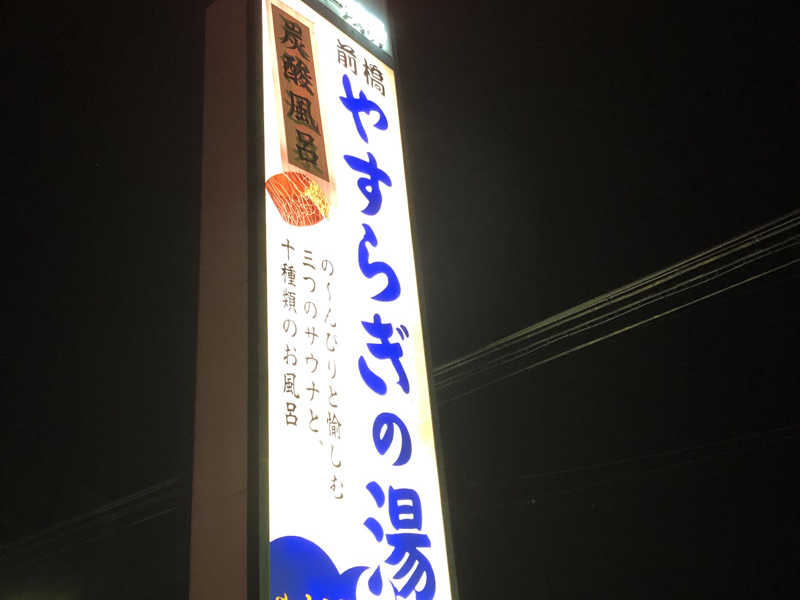 前橋
やすらぎの湯
炭酸風呂
の〜んびりと愉しむ
三つのサウナと、
十種類のお風呂